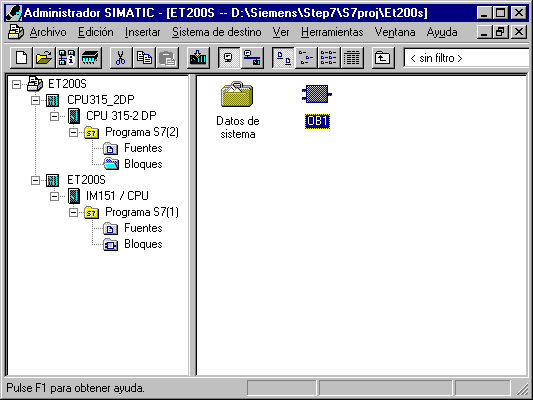 Administrador SIMATIC - [ET200S -- D:\Siemens\Step7\S7proj\Et200s]
Archivo Edición Insertar Sistema de destino Ver Herramientas Ventana Ayuda
< sin filtro >
ET200S
CPU315_2DP
CPU 315-2 DP
Programa S7(2)
Fuentes
Bloques
ET200S
IM151 / CPU
Programa S7(1)
Fuentes
Bloques
Datos de
sistema
OB1
Pulse F1 para obtener ayuda.